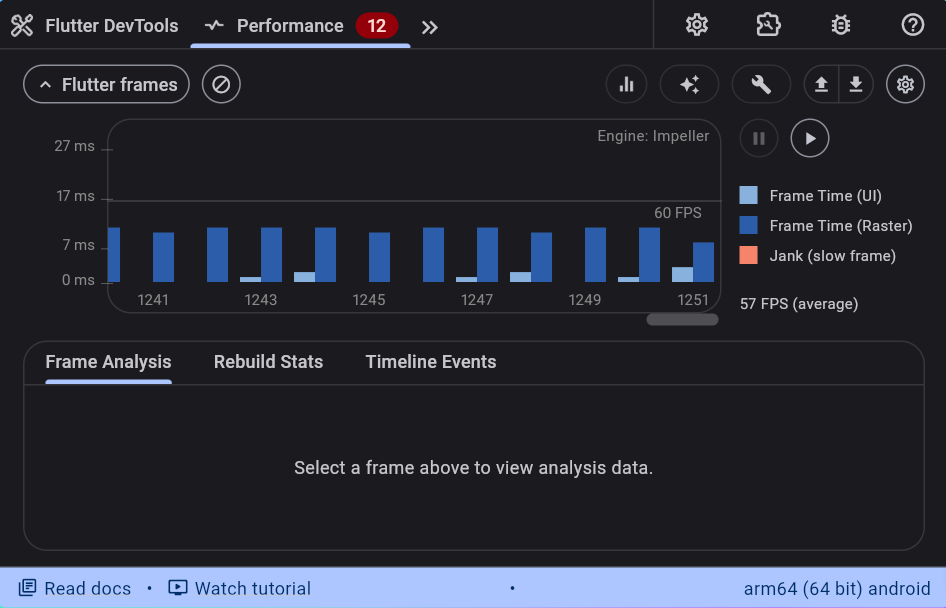 Flutter DevTools Performance 12
Flutter frames
Engine: Impeller
27 ms
17 ms
60 FPS
7 ms
0 ms
1241 1243 1245 1247 1249 1251
Frame Time (UI)
Frame Time (Raster)
Jank (slow frame)
57 FPS (average)
Frame Analysis Rebuild Stats Timeline Events
Select a frame above to view analysis data.
Read docs • Watch tutorial • arm64 (64 bit) android